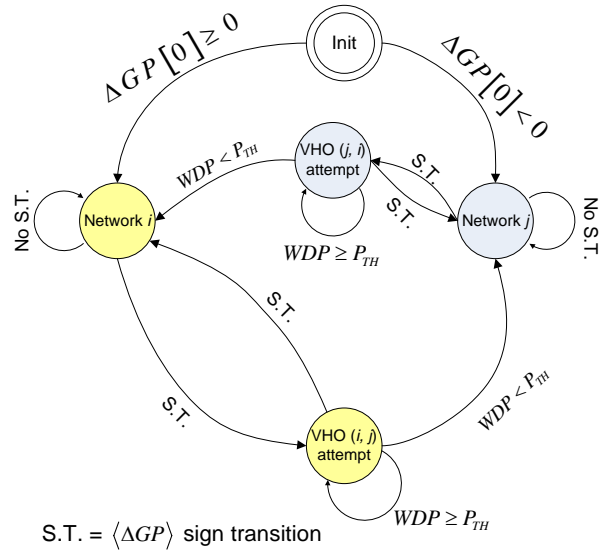 Init
ΔGP[0] ≥ 0
ΔGP[0] < 0
VHO (j, i)
attempt
WDP < P_TH
S.T.
S.T.
No S.T.
Network i
Network j
No S.T.
WDP ≥ P_TH
S.T.
S.T.
WDP < P_TH
VHO (i, j)
attempt
WDP ≥ P_TH
S.T. = ⟨ΔGP⟩ sign transition